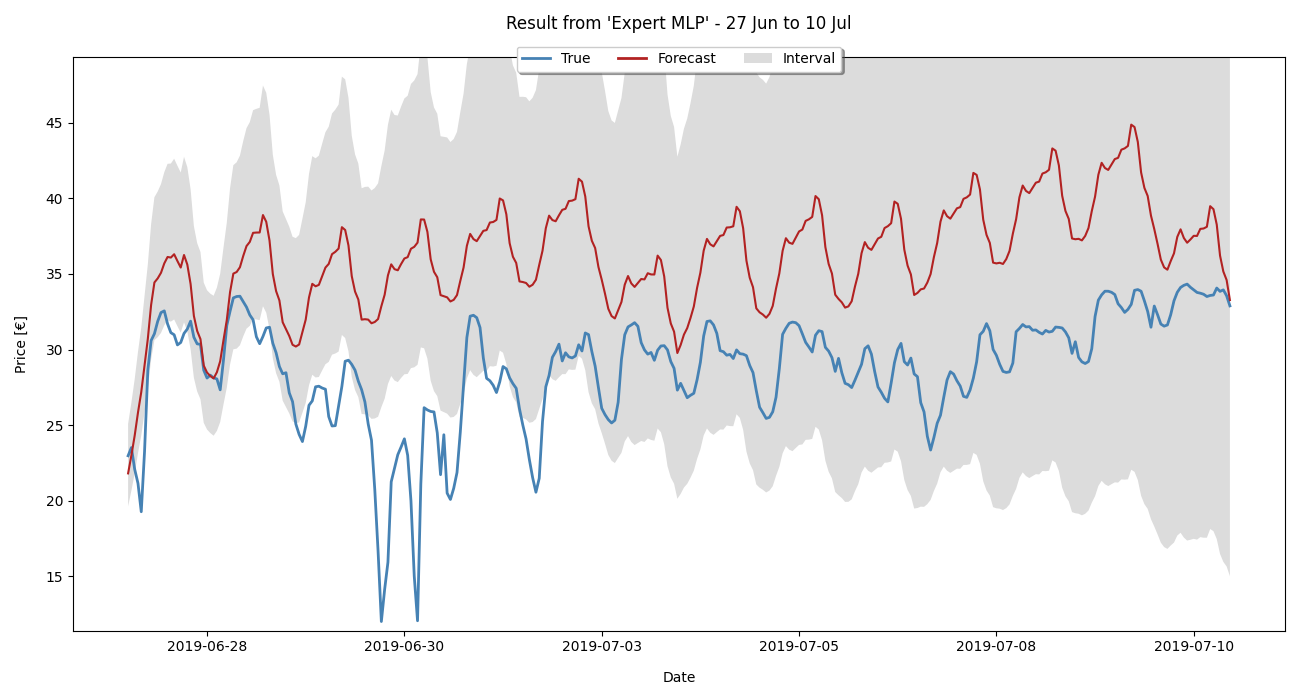 Result from 'Expert MLP' - 27 Jun to 10 Jul
True Forecast Interval
45
40
35
30
25
20
15
Price [€]
2019-06-28 2019-06-30 2019-07-03 2019-07-05 2019-07-08 2019-07-10
Date